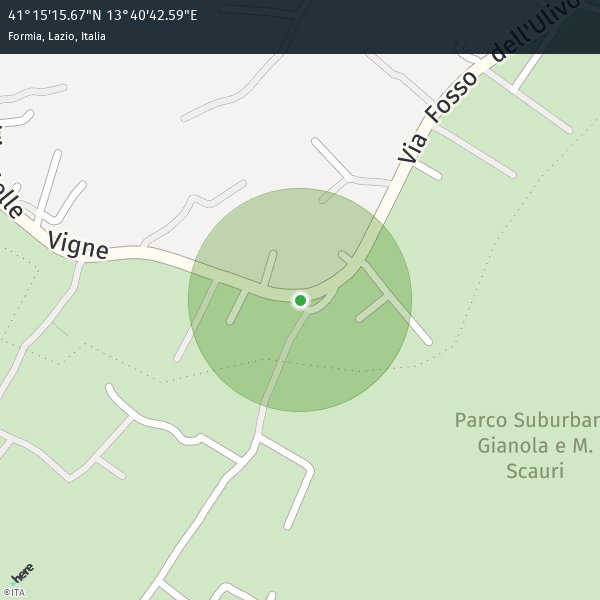 41°15'15.67"N 13°40'42.59"E
Formia, Lazio, Italia
Via Fosso dell'Ulivo
elle Vigne
Parco Suburban
Gianola e M.
Scauri
here
©ITA